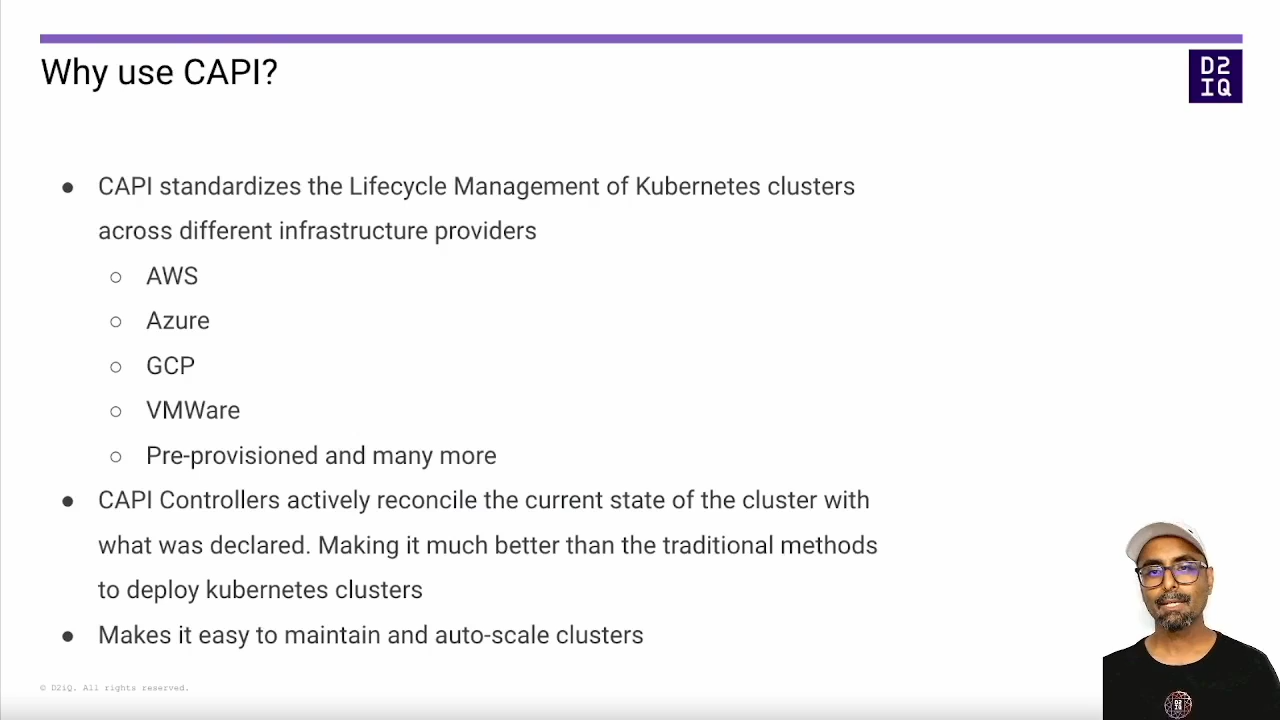 Why use CAPI?
D2
IQ
● CAPI standardizes the Lifecycle Management of Kubernetes clusters
across different infrastructure providers
○ AWS
○ Azure
○ GCP
○ VMWare
○ Pre-provisioned and many more
● CAPI Controllers actively reconcile the current state of the cluster with
what was declared. Making it much better than the traditional methods
to deploy kubernetes clusters
● Makes it easy to maintain and auto-scale clusters
© D2iQ. All rights reserved.
D2
IQ